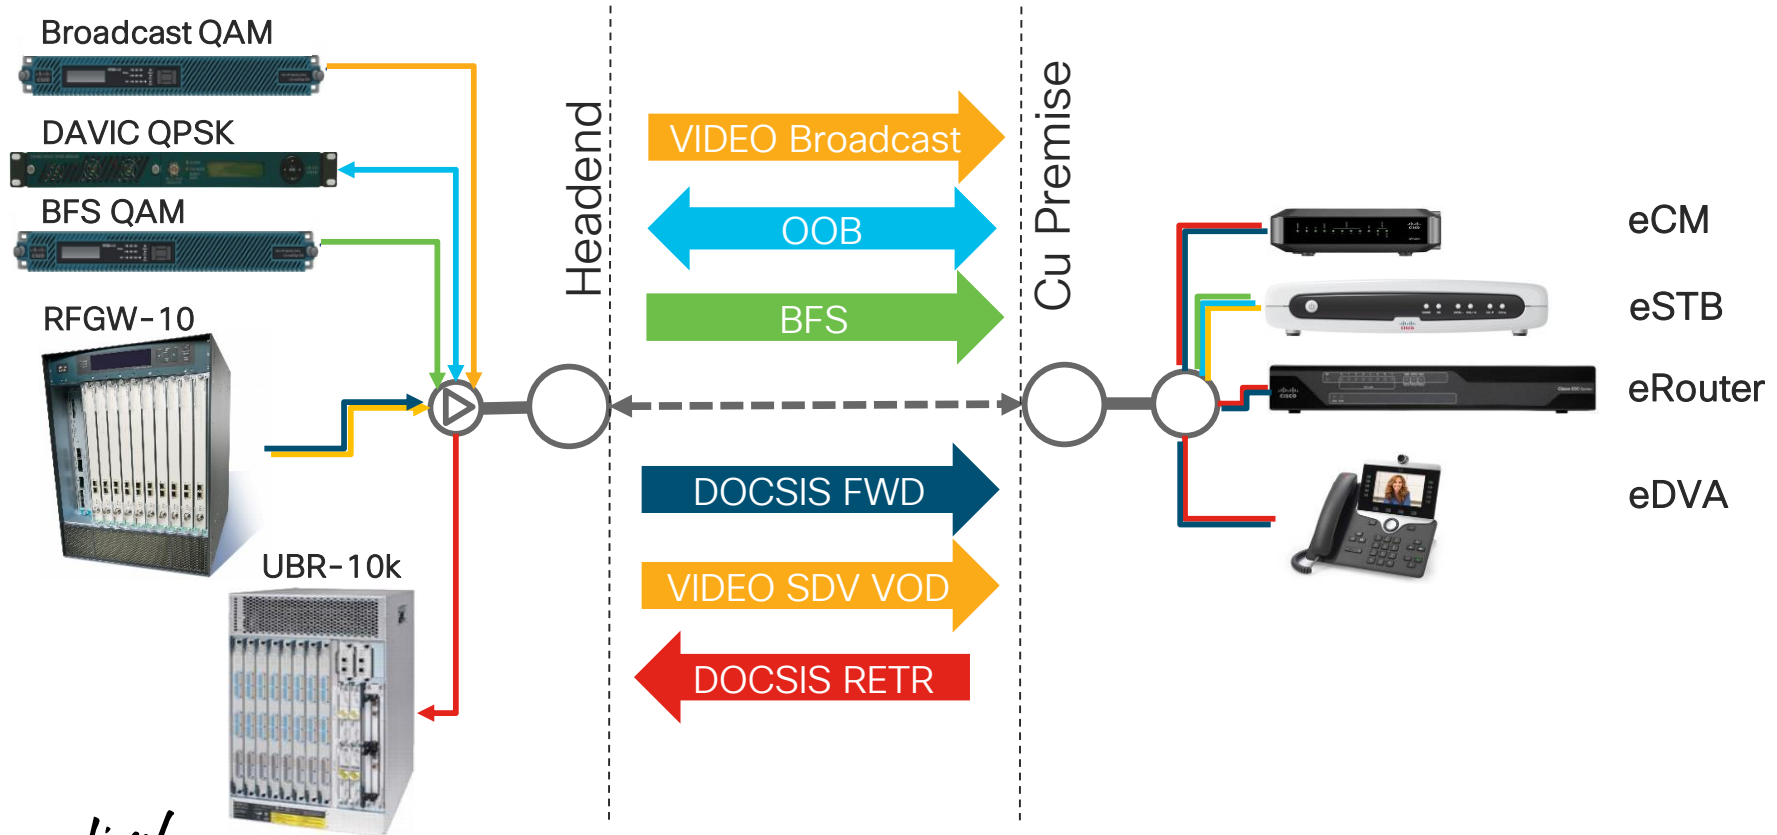 Broadcast QAM
DAVIC QPSK
BFS QAM
RFGW-10
UBR-10k
Headend
VIDEO Broadcast
OOB
BFS
DOCSIS FWD
VIDEO SDV VOD
DOCSIS RETR
Cu Premise
eCM
eSTB
eRouter
eDVA